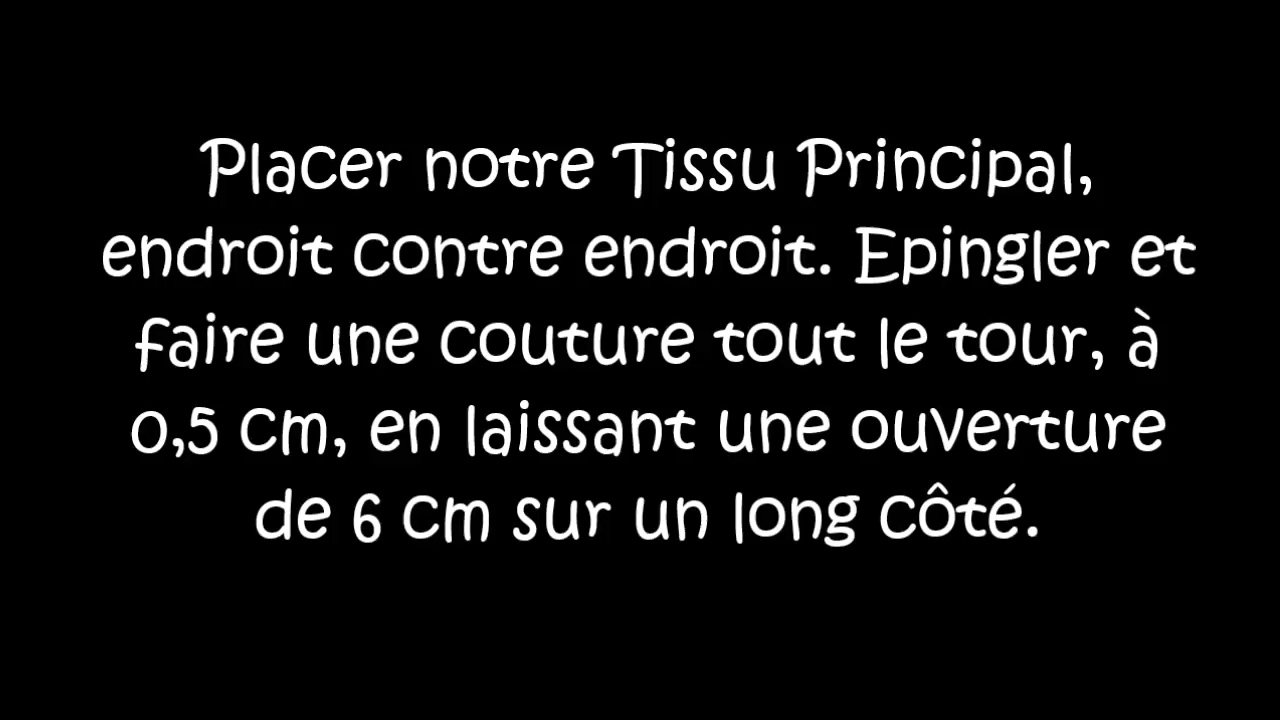 Placer notre Tissu Principal,
endroit contre endroit. Epingler et
faire une couture tout le tour, à
0,5 cm, en laissant une ouverture
de 6 cm sur un long côté.